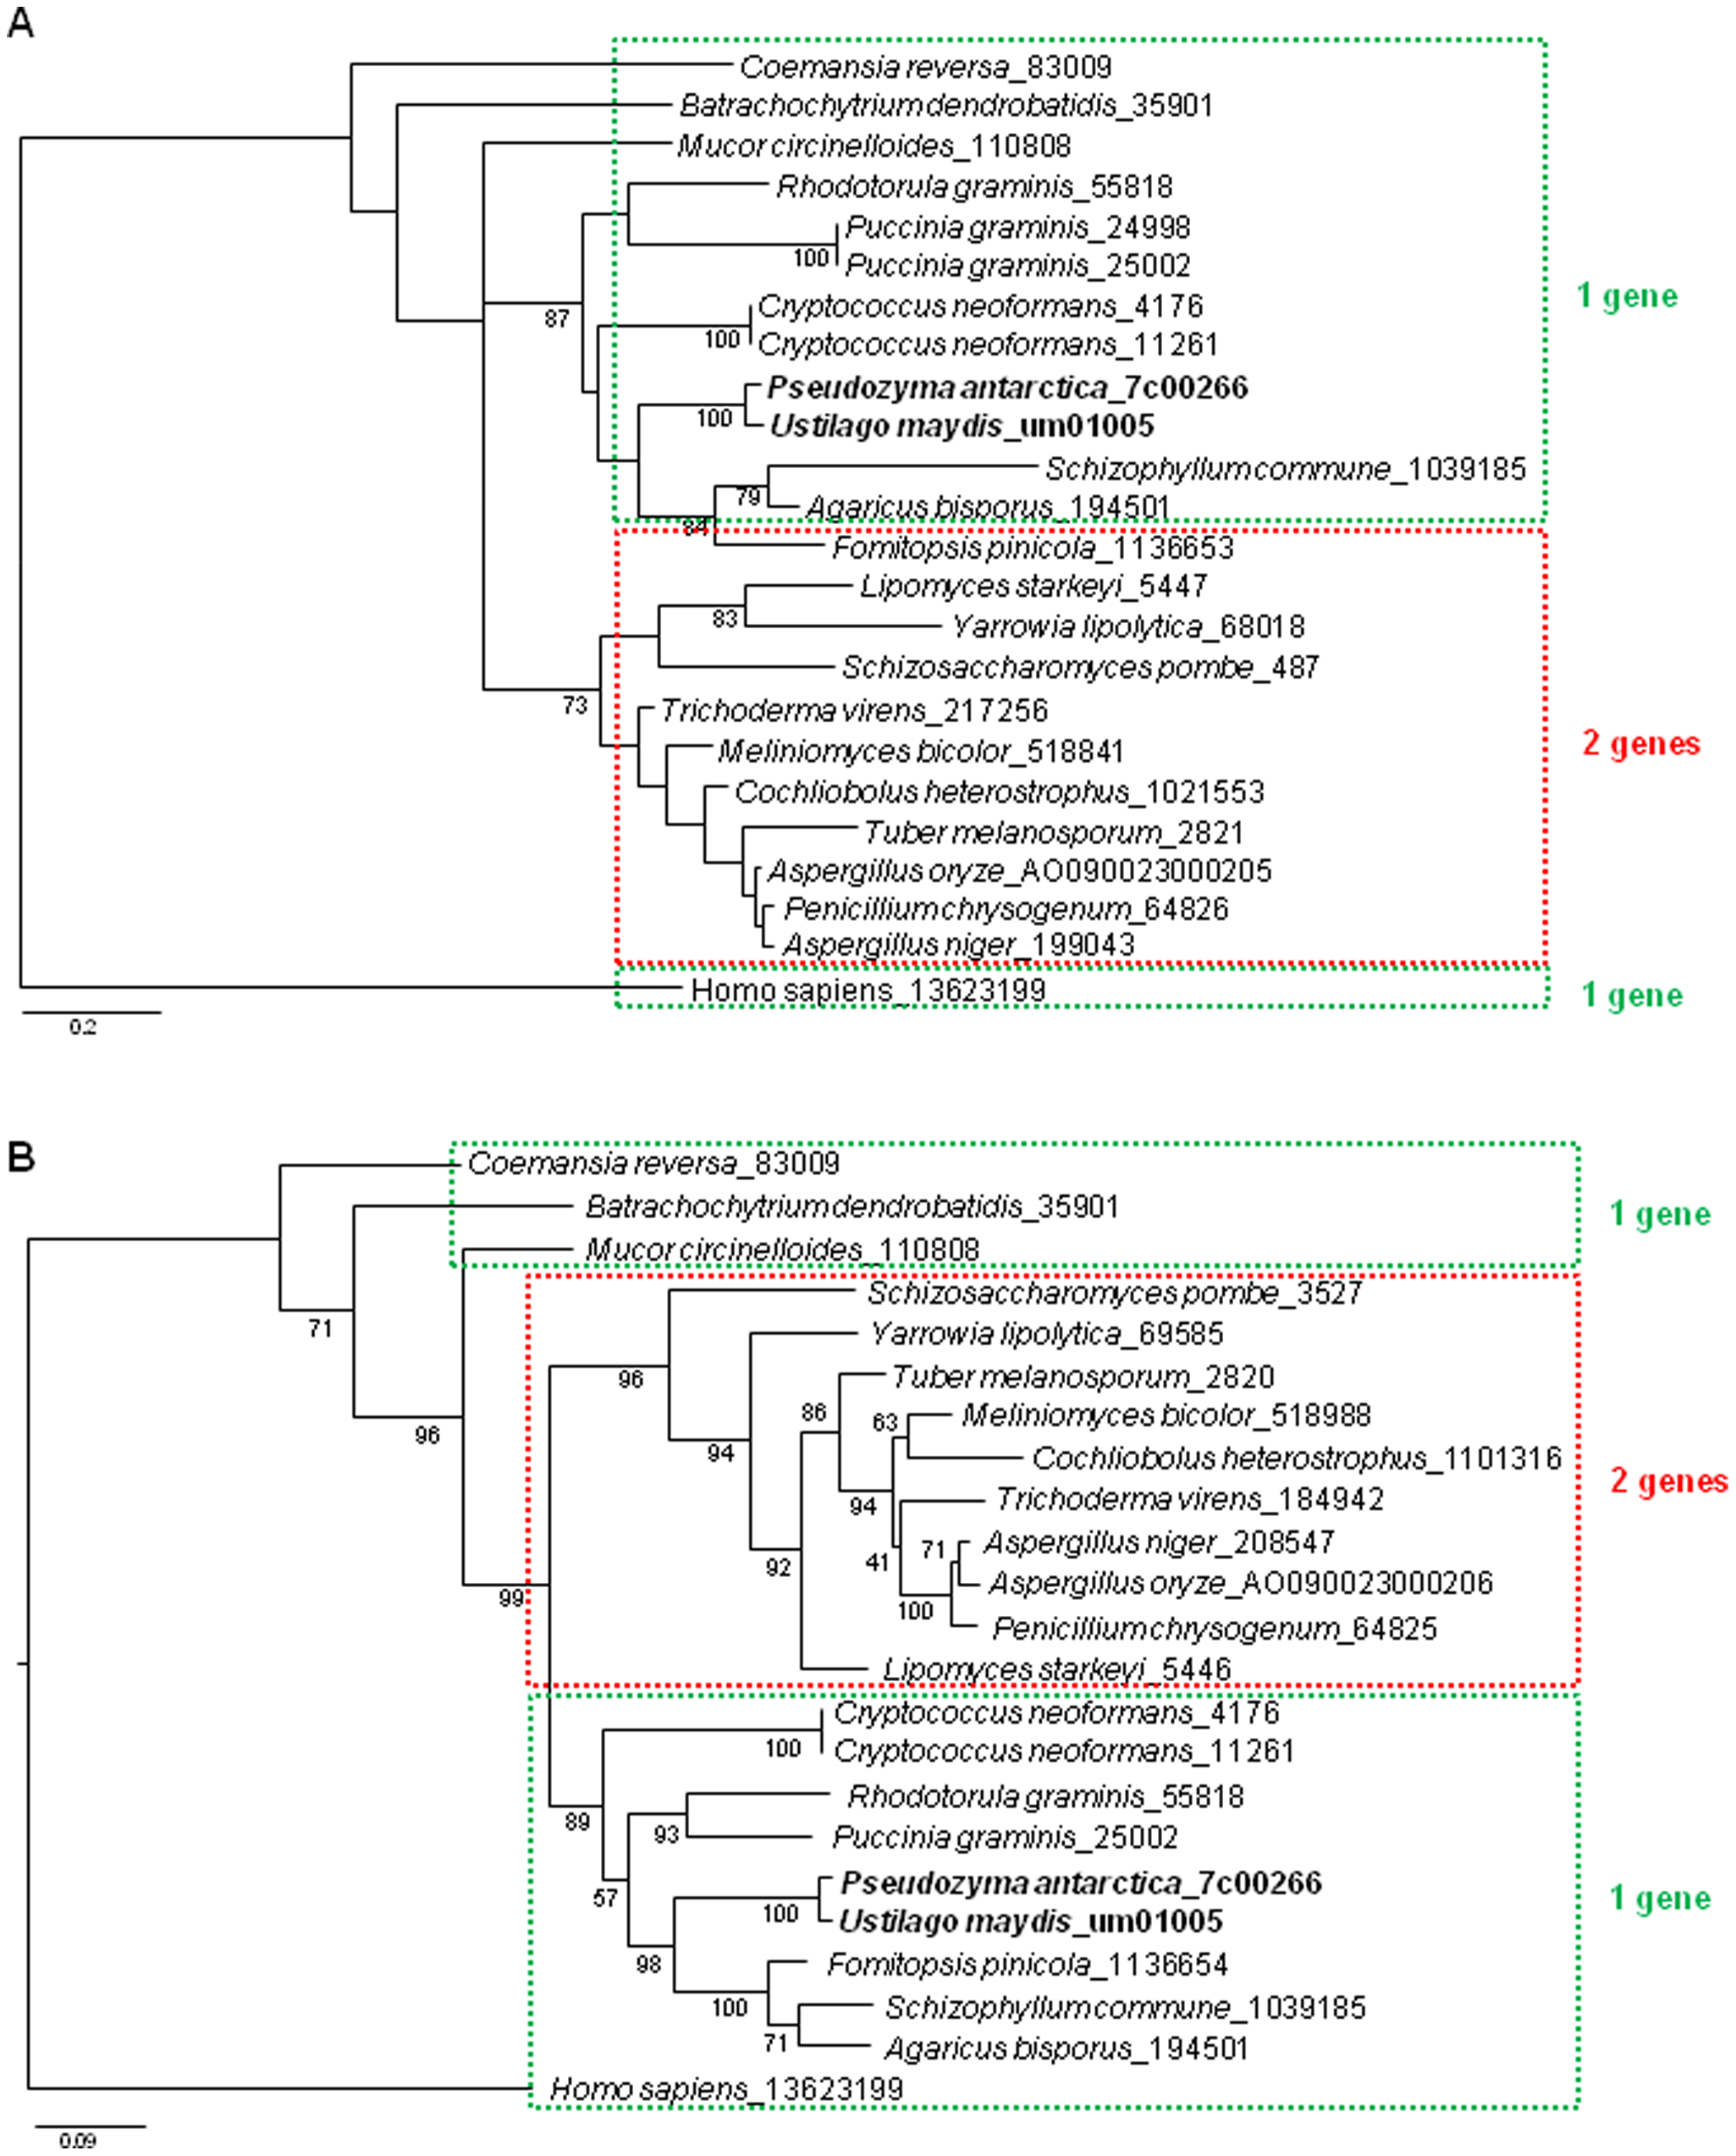 A
Coemansia reversa_83009
Batrachochytrium dendrobatidis_35901
Mucor circinelloides_110808
Rhodotorula graminis_55818
Puccinia graminis_24998
100
Puccinia graminis_25002
1 gene
87
Cryptococcus neoformans_4176
100
Cryptococcus neoformans_11261
Pseudozyma antarctica_7c00266
100
Ustilago maydis_um01005
Schizophyllum commune_1039185
79
Agaricus bisporus_194501
84
Fomitopsis pinicola_1136653
Lipomyces starkeyi_5447
83
Yarrowia lipolytica_68018
Schizosaccharomyces pombe_487
73
Trichoderma virens_217256
Meliniomyces bicolor_518841
2 genes
Cochliobolus heterostrophus_1021553
Tuber melanosporum_2821
Aspergillus oryze_AO090023000205
Penicillium chrysogenum_64826
Aspergillus niger_199043
Homo sapiens_13623199
1 gene
0.2
B
Coemansia reversa_83009
Batrachochytrium dendrobatidis_35901
1 gene
Mucor circinelloides_110808
71
Schizosaccharomyces pombe_3527
Yarrowia lipolytica_69585
96
Tuber melanosporum_2820
86
63
Meliniomyces bicolor_518988
96
94
Cochliobolus heterostrophus_1101316
2 genes
94
Trichoderma virens_184942
71
Aspergillus niger_208547
41
92
Aspergillus oryze_AO090023000206
99
100
Penicillium chrysogenum_64825
Lipomyces starkeyi_5446
Cryptococcus neoformans_4176
100
Cryptococcus neoformans_11261
Rhodotorula graminis_55818
89
93
Puccinia graminis_25002
Pseudozyma antarctica_7c00266
57
1 gene
100
Ustilago maydis_um01005
98
Fomitopsis pinicola_1136654
100
Schizophyllum commune_1039185
71
Agaricus bisporus_194501
Homo sapiens_13623199
0.09